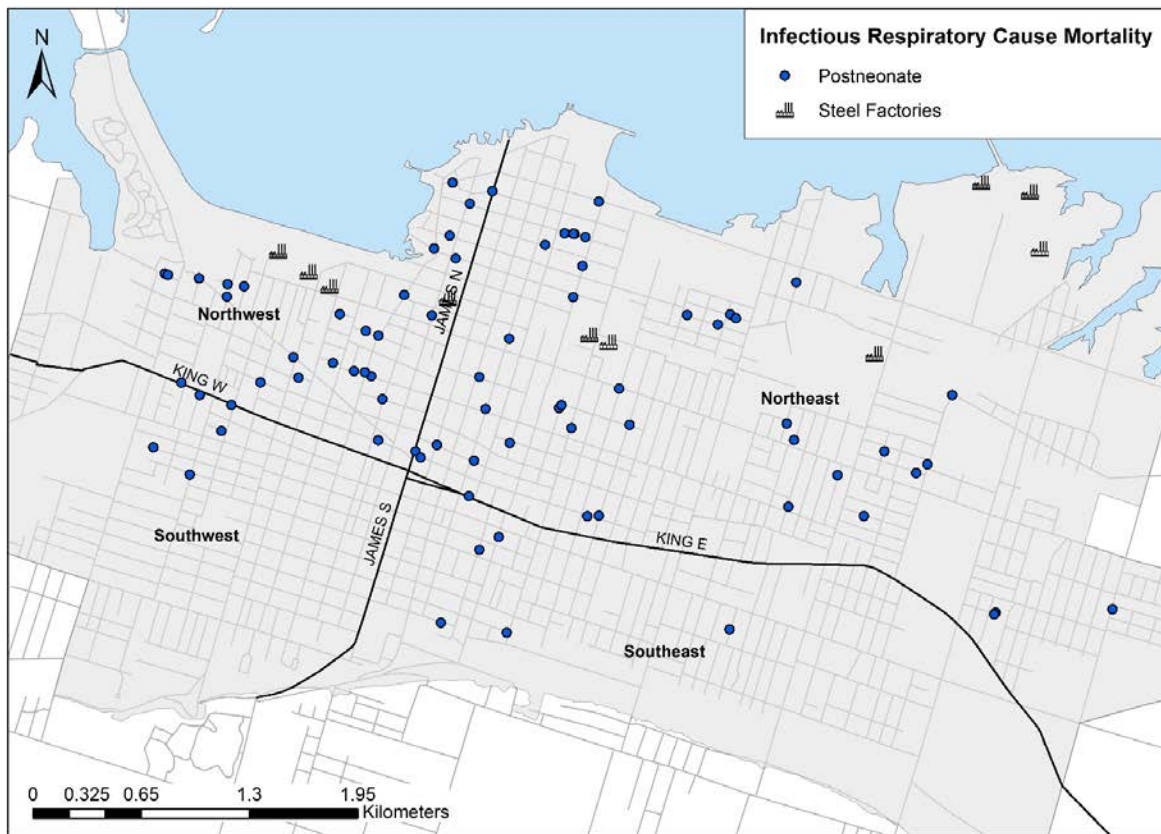 N
Infectious Respiratory Cause Mortality
Postneonate
Steel Factories
JAMES N
Northwest
KING W
Northeast
Southwest
JAMES S
KING E
Southeast
0 0.325 0.65 1.3 1.95
Kilometers